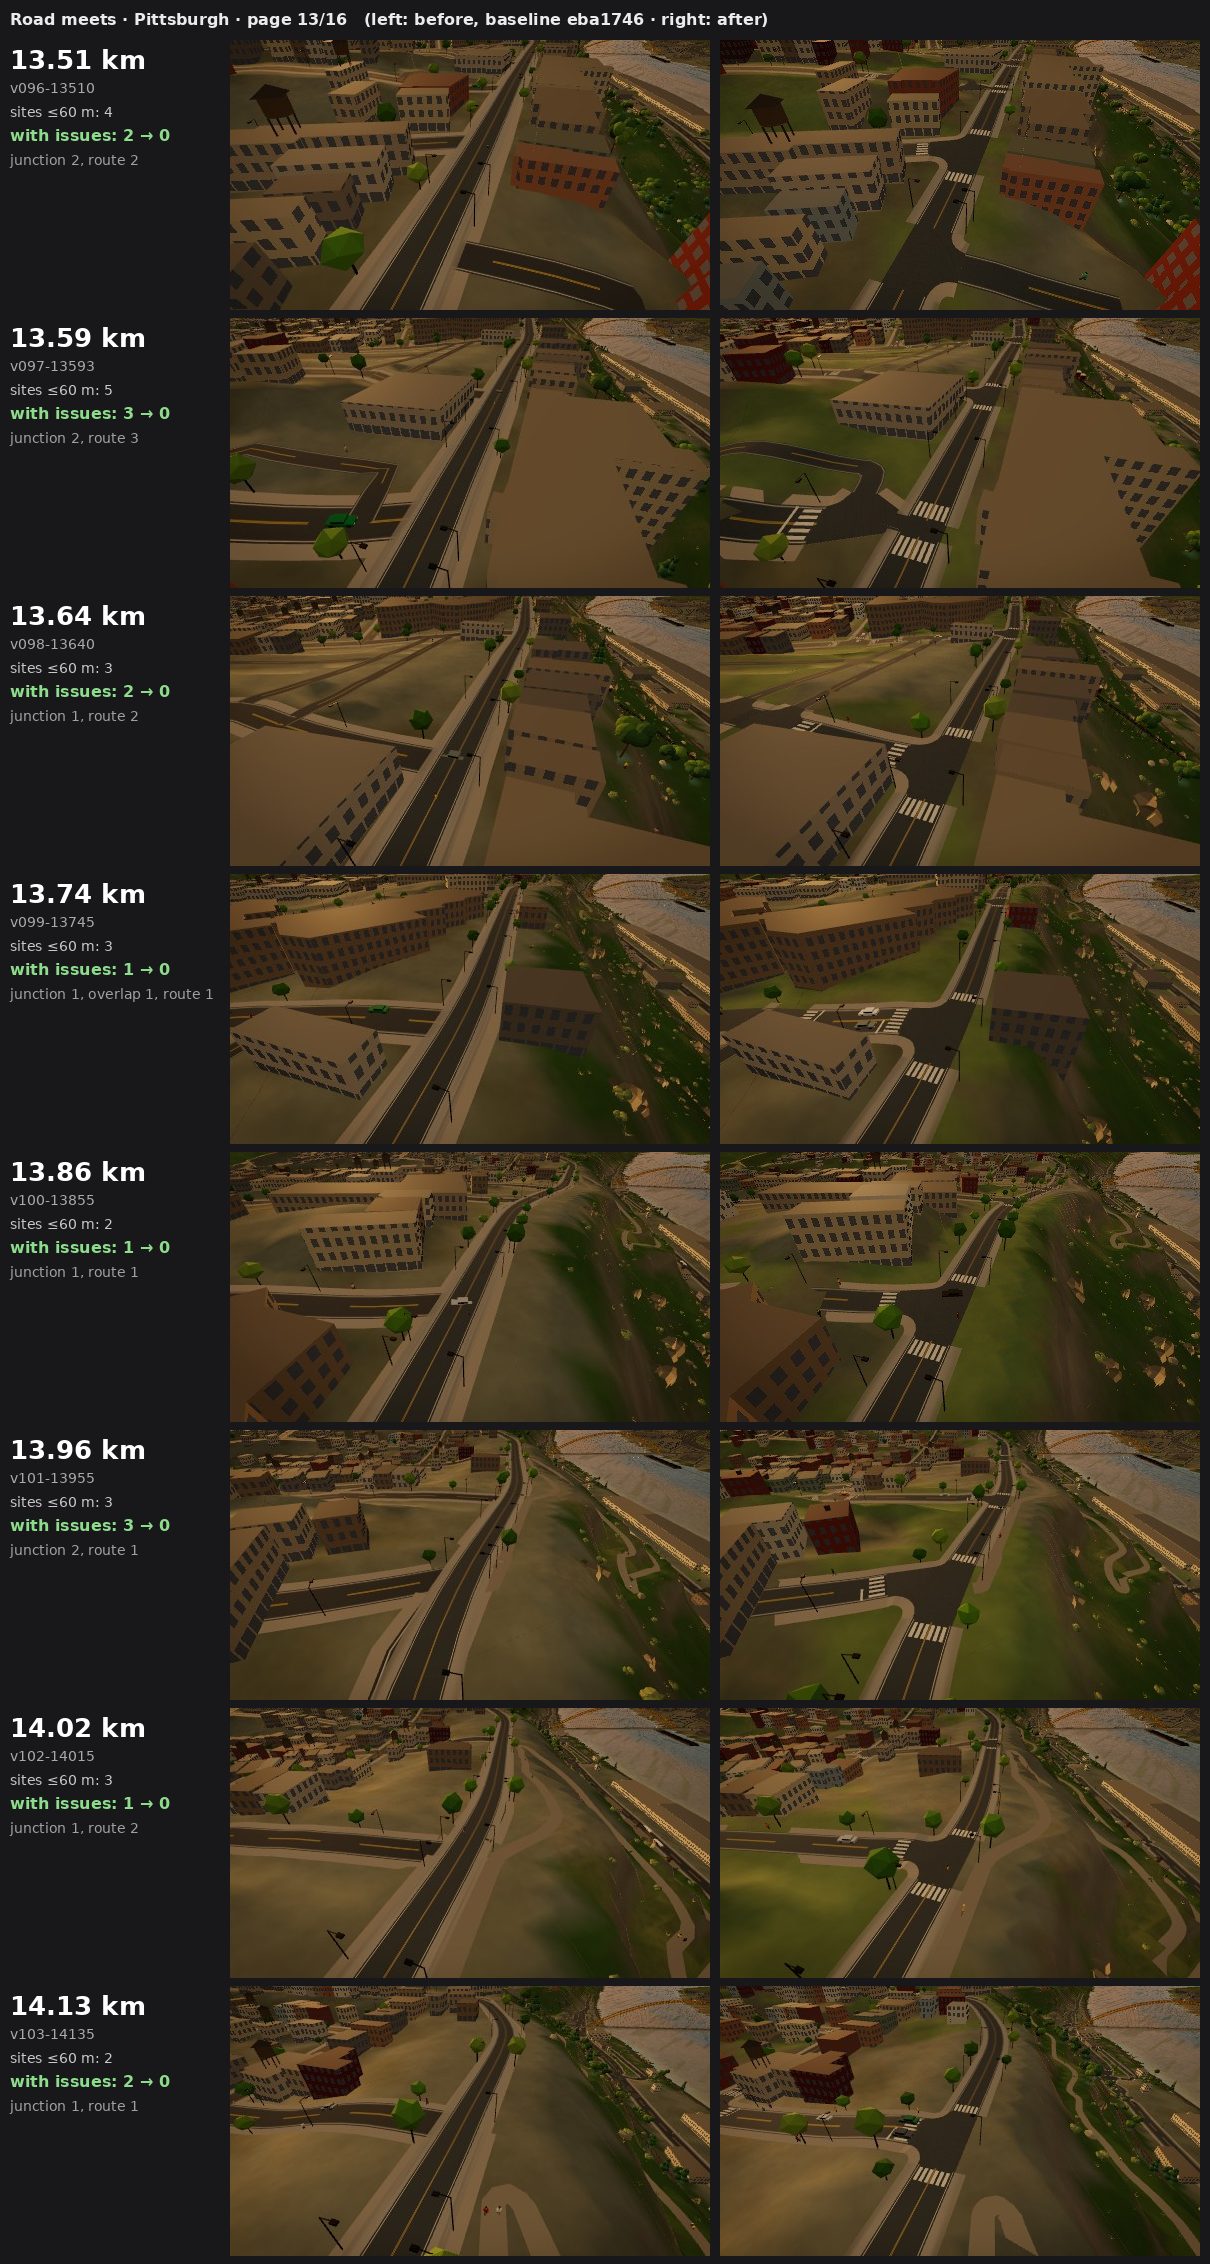 Road meets · Pittsburgh · page 13/16   (left: before, baseline eba1746 · right: after)
13.51 km
v096-13510
sites ≤60 m: 4
with issues: 2 → 0
junction 2, route 2
13.59 km
v097-13593
sites ≤60 m: 5
with issues: 3 → 0
junction 2, route 3
13.64 km
v098-13640
sites ≤60 m: 3
with issues: 2 → 0
junction 1, route 2
13.74 km
v099-13745
sites ≤60 m: 3
with issues: 1 → 0
junction 1, overlap 1, route 1
13.86 km
v100-13855
sites ≤60 m: 2
with issues: 1 → 0
junction 1, route 1
13.96 km
v101-13955
sites ≤60 m: 3
with issues: 3 → 0
junction 2, route 1
14.02 km
v102-14015
sites ≤60 m: 3
with issues: 1 → 0
junction 1, route 2
14.13 km
v103-14135
sites ≤60 m: 2
with issues: 2 → 0
junction 1, route 1